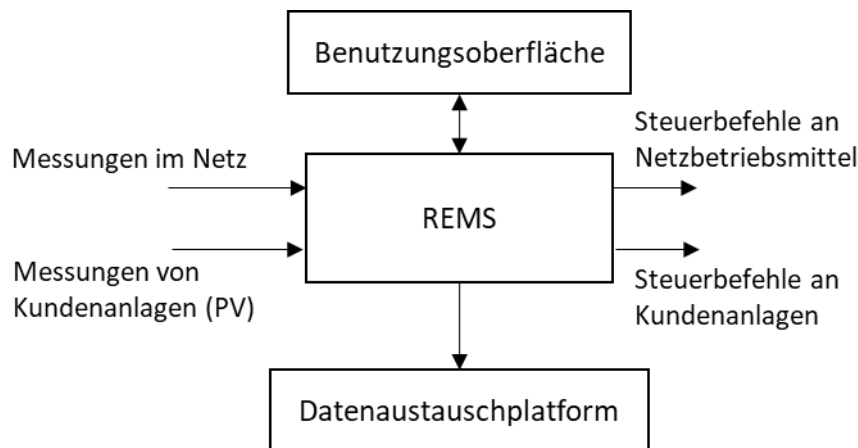 Benutzungsoberfläche
Messungen im Netz
Steuerbefehle an
Netzbetriebsmittel
REMS
Messungen von
Kundenanlagen (PV)
Steuerbefehle an
Kundenanlagen
Datenaustauschplatform